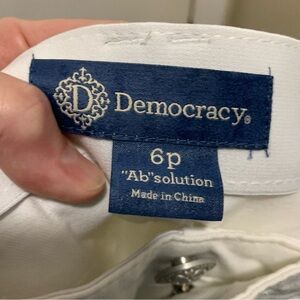 D Democracy®
6p
"Ab"solution
Made in China